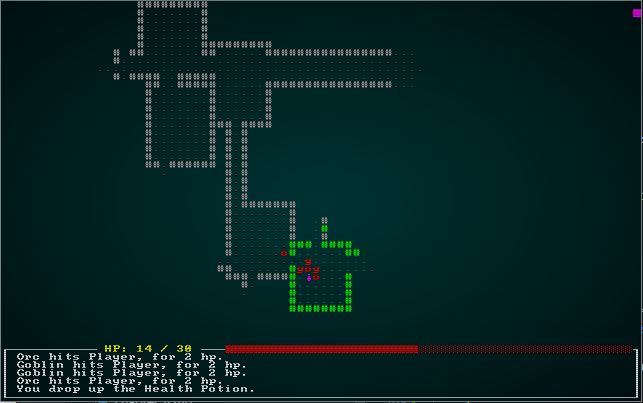 HP: 14 / 30
Orc hits Player, for 2 hp.
Goblin hits Player, for 2 hp.
Goblin hits Player, for 2 hp.
Orc hits Player, for 2 hp.
You drop up the Health Potion.